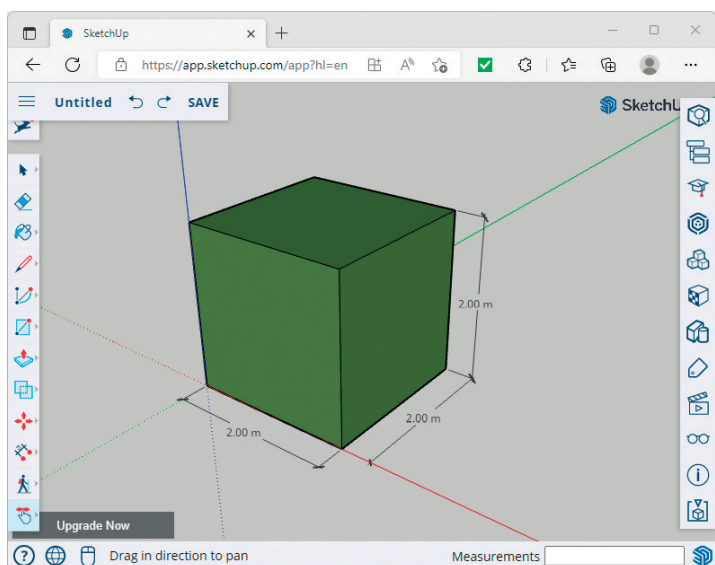 SketchUp
https://app.sketchup.com/app?hl=en
Untitled
SAVE
SketchU
2.00 m
2.00 m
2.00 m
Upgrade Now
Drag in direction to pan
Measurements